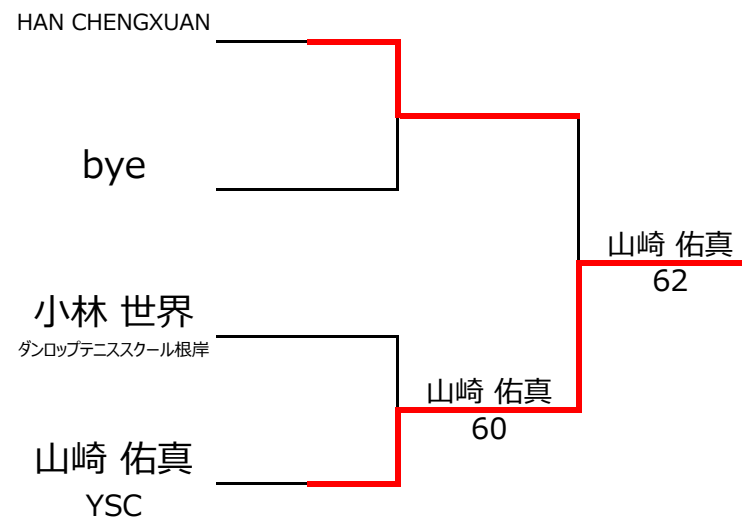 HAN CHENGXUAN
bye
山崎 佑真
62
小林 世界
ダンロップテニススクール根岸
山崎 佑真
60
山崎 佑真
YSC